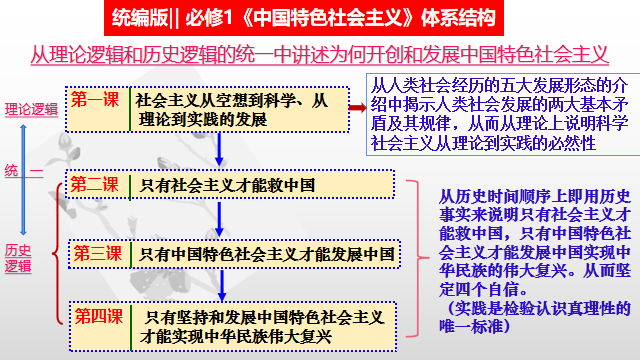 统编版|| 必修1《中国特色社会主义》体系结构
从理论逻辑和历史逻辑的统一中讲述为何开创和发展中国特色社会主义
理论逻辑
统 一
历史
逻辑
第一课
社会主义从空想到科学、从
理论到实践的发展
从人类社会经历的五大发展形态的介
绍中揭示人类社会发展的两大基本矛
盾及其规律，从而从理论上说明科学
社会主义从理论到实践的必然性
第二课
只有社会主义才能救中国
第三课
只有中国特色社会主义才能发展中国
第四课
只有坚持和发展中国特色社会主义
才能实现中华民族伟大复兴
从历史时间顺序上即用历史
事实来说明只有社会主义才
能救中国，只有中国特色社
会主义才能发展中国实现中
华民族的伟大复兴。从而坚
定四个自信。
（实践是检验认识真理性的
唯一标准）